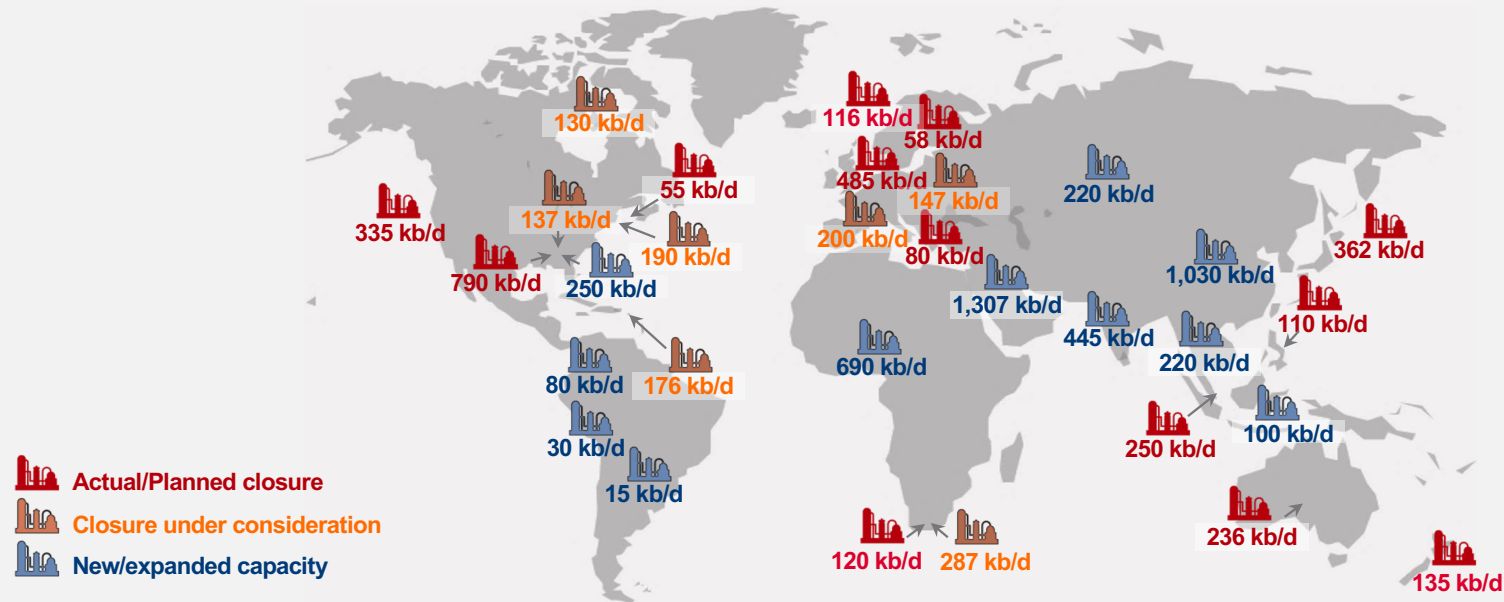 130 kb/d
116 kb/d
58 kb/d
55 kb/d
485 kb/d
147 kb/d
220 kb/d
335 kb/d
137 kb/d
190 kb/d
200 kb/d
80 kb/d
362 kb/d
790 kb/d
250 kb/d
1,307 kb/d
1,030 kb/d
110 kb/d
445 kb/d
220 kb/d
690 kb/d
80 kb/d
176 kb/d
30 kb/d
250 kb/d
100 kb/d
15 kb/d
Actual/Planned closure
Closure under consideration
New/expanded capacity
120 kb/d
287 kb/d
236 kb/d
135 kb/d